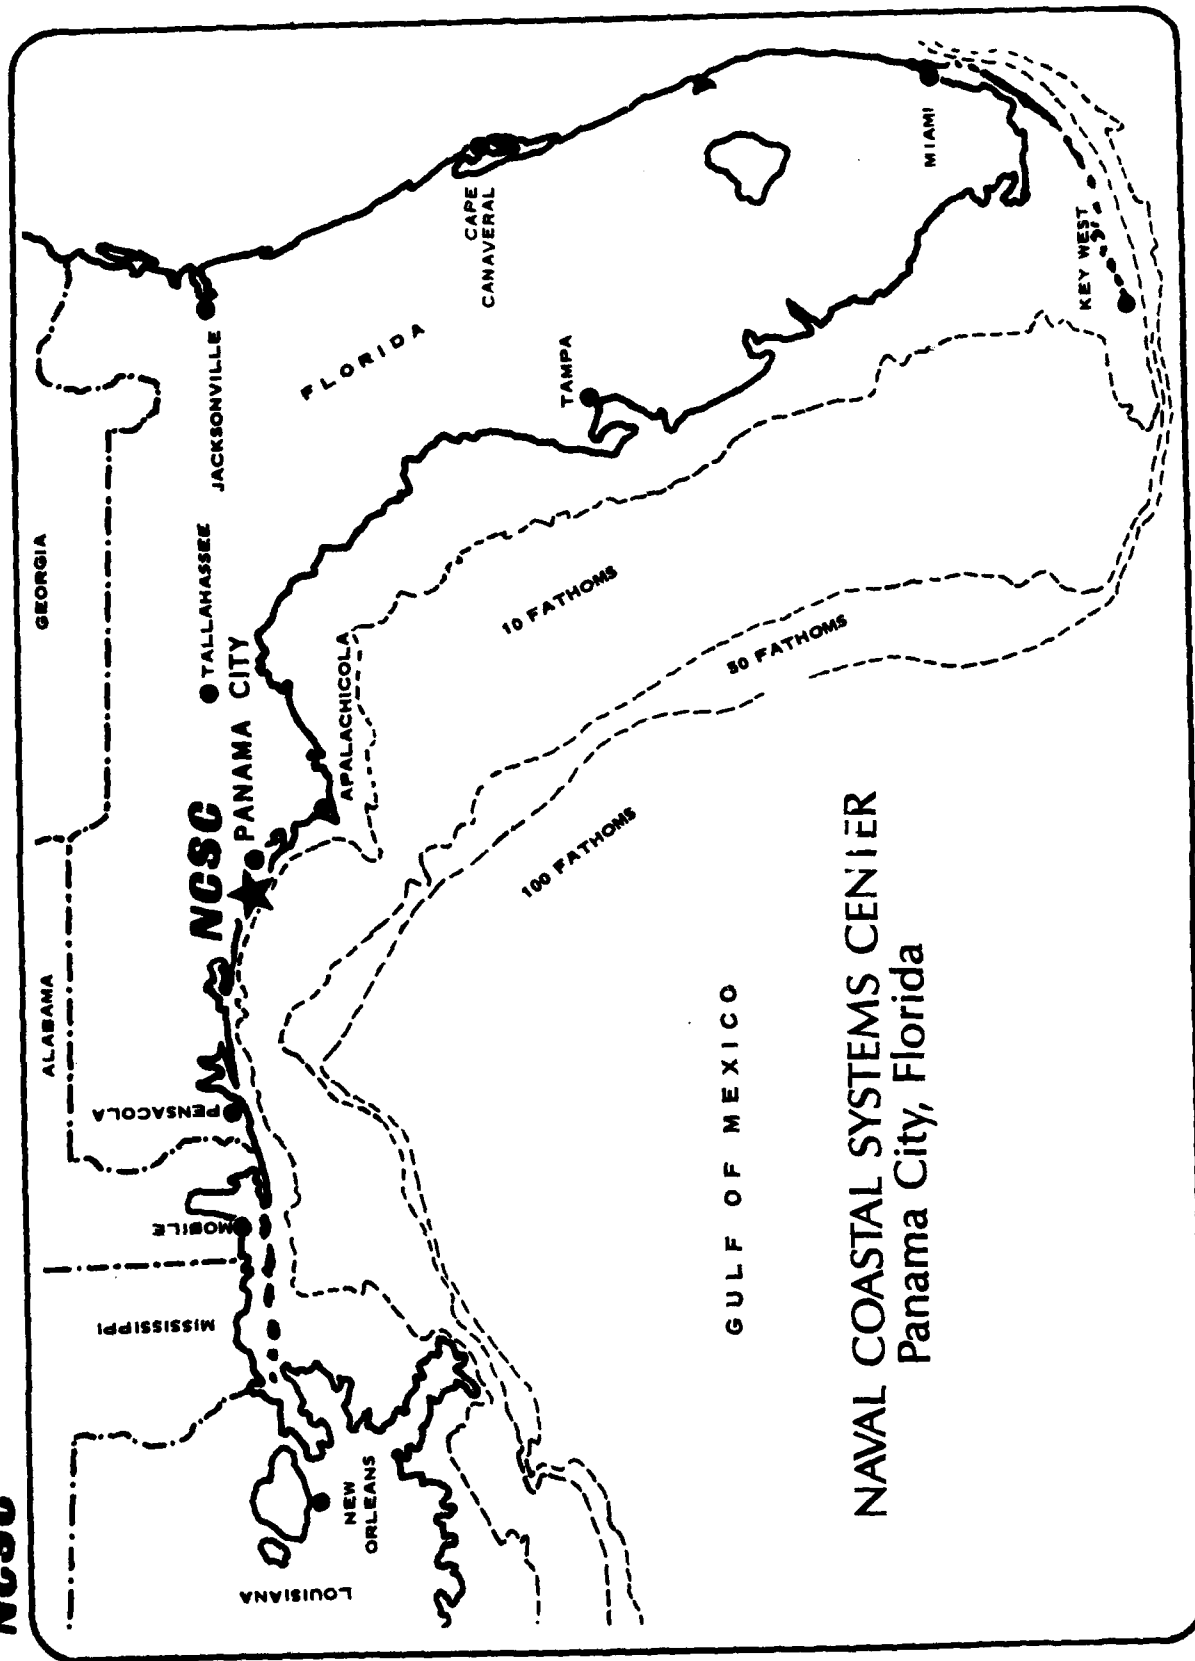 NCSC
ALABAMA
GEORGIA
MISSISSIPPI
MOBILE
PENSACOLA
NCSC
PANAMA CITY
TALLAHASSEE
JACKSONVILLE
LOUISIANA
NEW
ORLEANS
APALACHICOLA
FLORIDA
CAPE
CANAVERAL
TAMPA
10 FATHOMS
100 FATHOMS
50 FATHOMS
GULF OF MEXICO
MIAMI
KEY WEST
NAVAL COASTAL SYSTEMS CENTER
Panama City, Florida